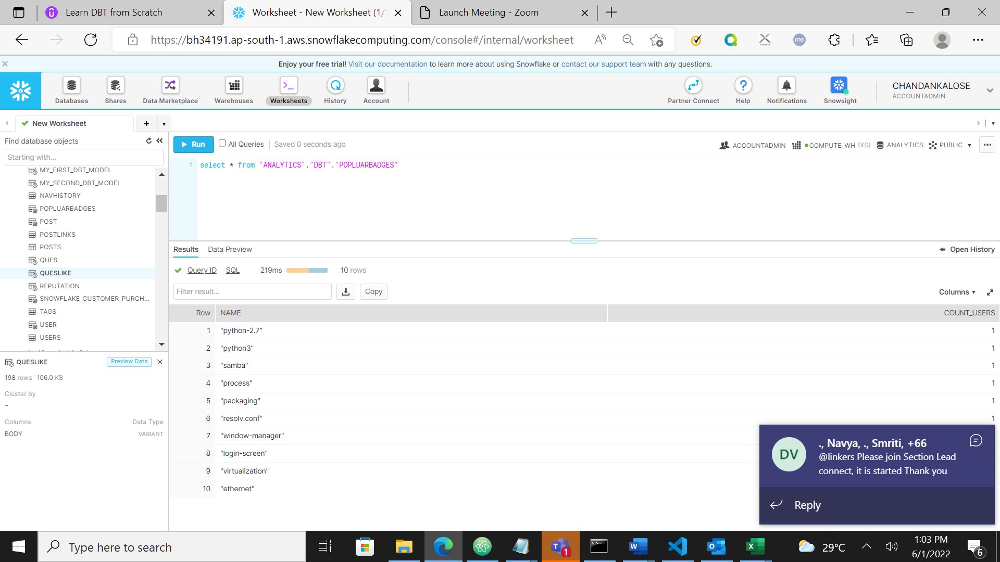 Learn DBT from Scratch
Worksheet - New Worksheet (1/
Launch Meeting - Zoom
https://bh34191.ap-south-1.aws.snowflakecomputing.com/console#/internal/worksheet
me
Enjoy your free trial! Visit our documentation to learn more about using Snowflake or contact our support team with any questions.
Databases
Shares
Data Marketplace
Warehouses
Worksheets
History
Account
Partner Connect
Help
Notifications
Snowsight
CHANDANKALOSE
ACCOUNTADMIN
New Worksheet
Find database objects
Starting with...
MY_FIRST_DBT_MODEL
MY_SECOND_DBT_MODEL
NAVHISTORY
POPLUARBADGES
POST
POSTLINKS
POSTS
QUES
QUESLIKE
REPUTATION
SNOWFLAKE_CUSTOMER_PURCH...
TAGS
USER
USERS
QUESLIKE
Preview Data
198 rows 106.0 KB
Cluster by
-
Columns Data Type
BODY VARIANT
Run
All Queries
Saved 0 seconds ago
ACCOUNTADMIN
COMPUTE_WH (XS)
ANALYTICS
PUBLIC
1 select * from "ANALYTICS"."DBT"."POPLUARBADGES"
Results
Data Preview
Open History
Query ID SQL 219ms 10 rows
Filter result...
Copy
Columns
Row NAME COUNT_USERS
1 "python-2.7" 1
2 "python3" 1
3 "samba" 1
4 "process" 1
5 "packaging" 1
6 "resolv.conf" 1
7 "window-manager"
8 "login-screen"
9 "virtualization"
10 "ethernet"
DV
., Navya, ., Smriti, +66
@linkers Please join Section Lead
connect, it is started Thank you
Reply
Type here to search
1
29°C
1:03 PM
6/1/2022
6